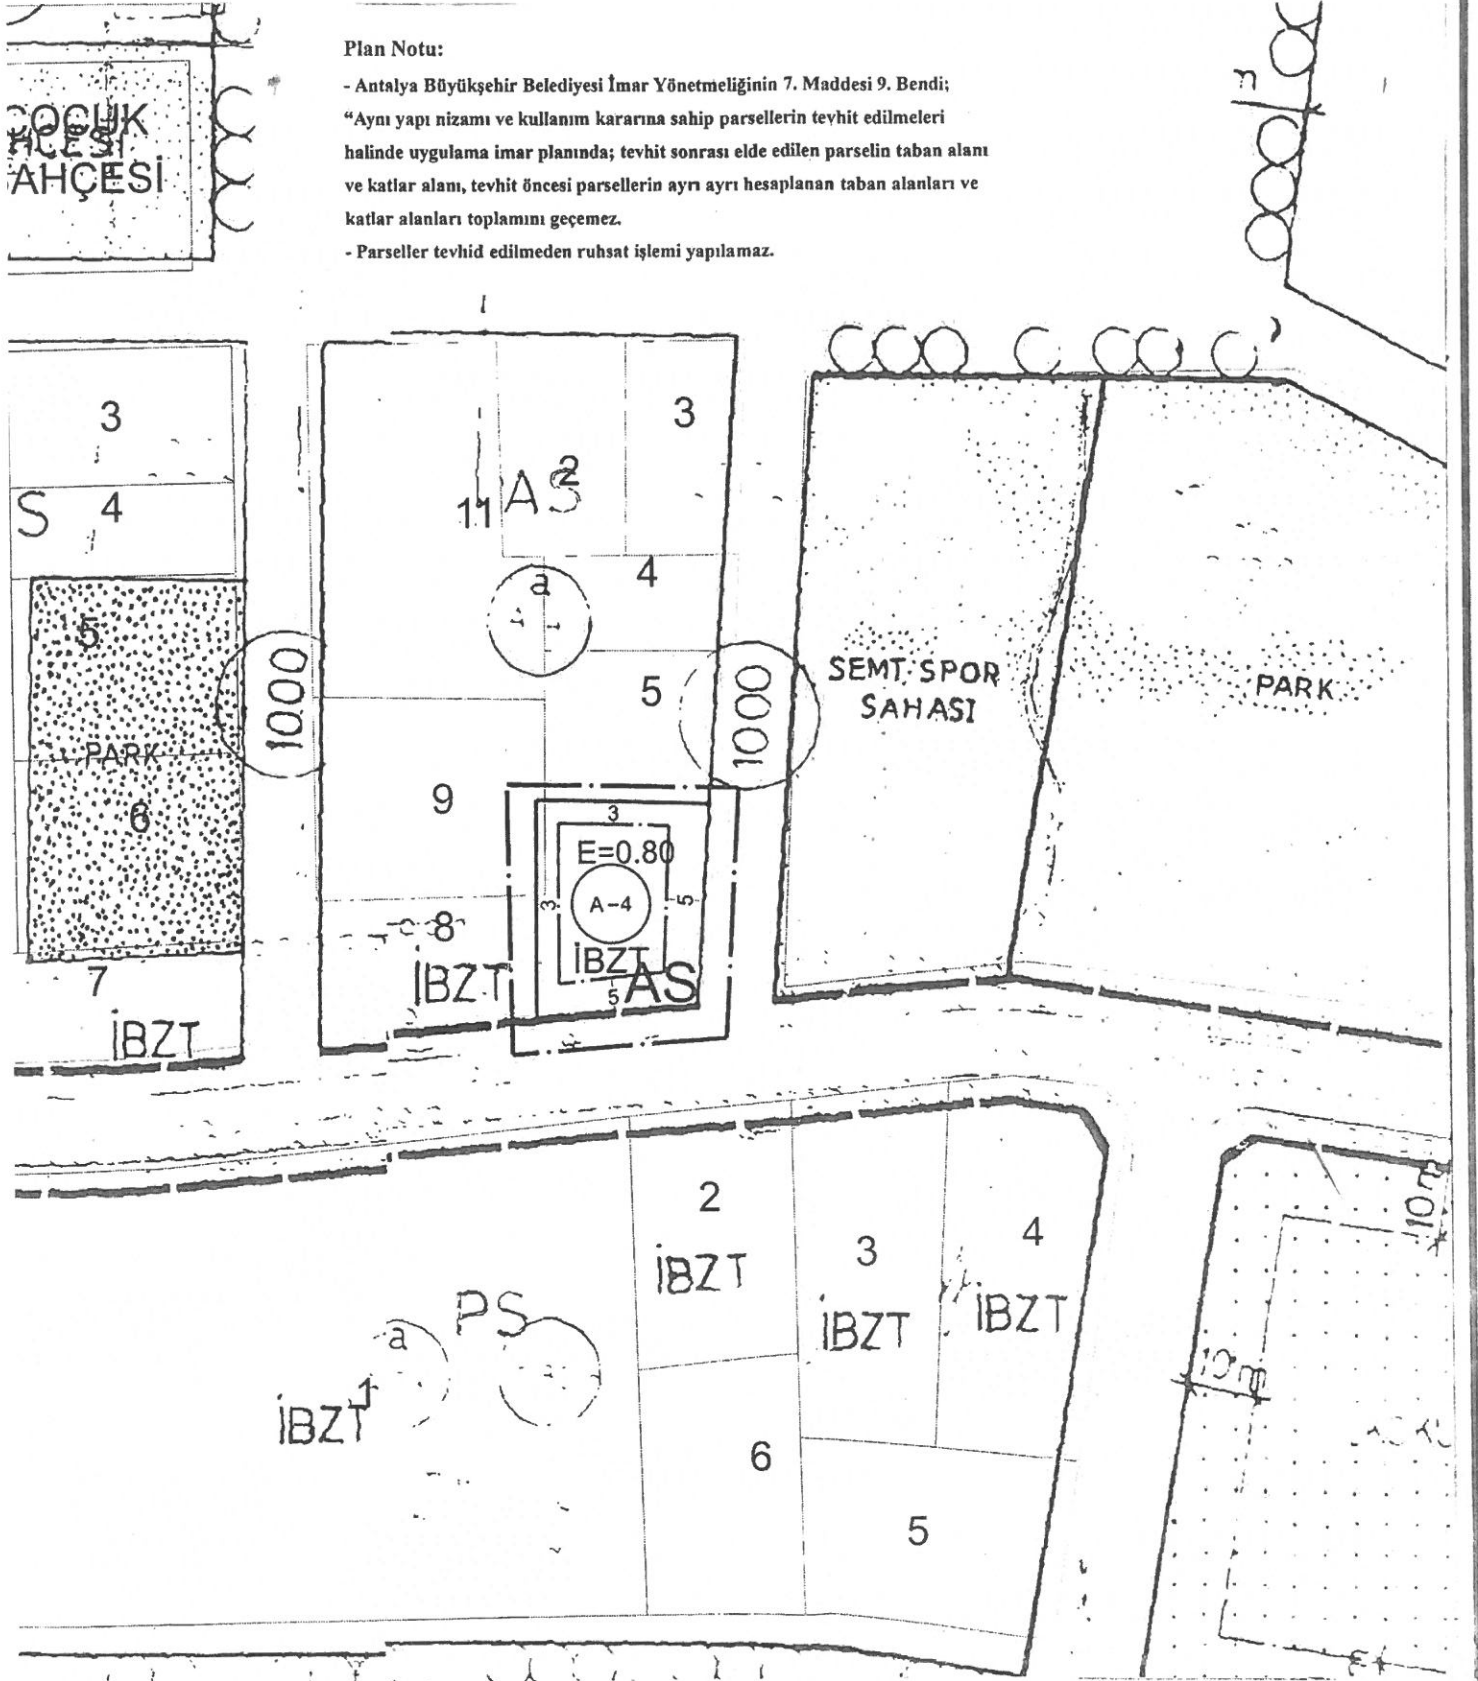 Plan Notu:
- Antalya Büyükşehir Belediyesi İmar Yönetmeliğinin 7. Maddesi 9. Bendi;
“Aynı yapı nizamı ve kullanım kararına sahip parsellerin tevhit edilmeleri
halinde uygulama imar planında; tevhit sonrası elde edilen parselin taban alanı
ve katlar alanı, tevhit öncesi parsellerin ayrı ayrı hesaplanan taban alanları ve
katlar alanları toplamını geçemez.
- Parseller tevhid edilmeden ruhsat işlemi yapılamaz.
ÇOCUK
AHÇESİ
3
4
S
5
PARK
6
7
İBZT
10.00
3
2
11
AS
a
4
5
9
8
İBZT
3
E=0.80
3
A-4
5
İBZT
5
AS
10.00
SEMT SPOR
SAHASI
PARK
2
İBZT
3
İBZT
4
İBZT
PS
a
1
İBZT
6
5
10 m
10 m
3